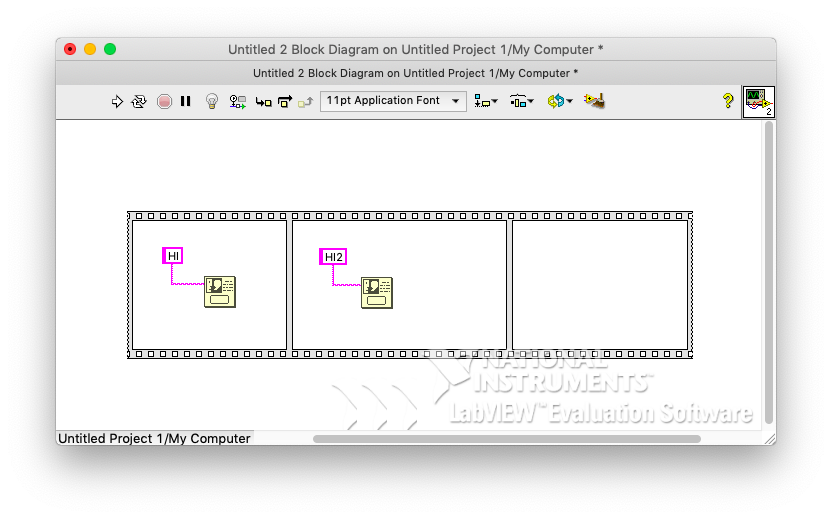 Untitled 2 Block Diagram on Untitled Project 1/My Computer *
Untitled 2 Block Diagram on Untitled Project 1/My Computer *
11pt Application Font
?
2
HI
HI2
NATIONAL
INSTRUMENTS™
LabVIEW™ Evaluation Software
Untitled Project 1/My Computer